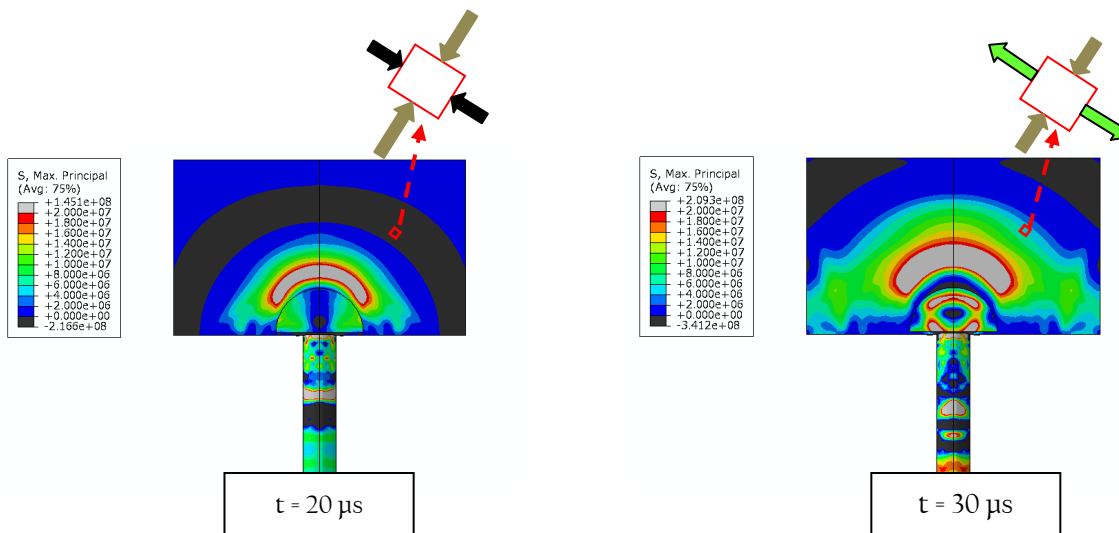 S, Max. Principal
(Avg: 75%)
+1.451e+08
+2.000e+07
+1.800e+07
+1.600e+07
+1.400e+07
+1.200e+07
+1.000e+07
+8.000e+06
+6.000e+06
+4.000e+06
+2.000e+06
+0.000e+00
-2.166e+08
t = 20 µs
S, Max. Principal
(Avg: 75%)
+2.093e+08
+2.000e+07
+1.800e+07
+1.600e+07
+1.400e+07
+1.200e+07
+1.000e+07
+8.000e+06
+6.000e+06
+4.000e+06
+2.000e+06
+0.000e+00
-3.412e+08
t = 30 µs